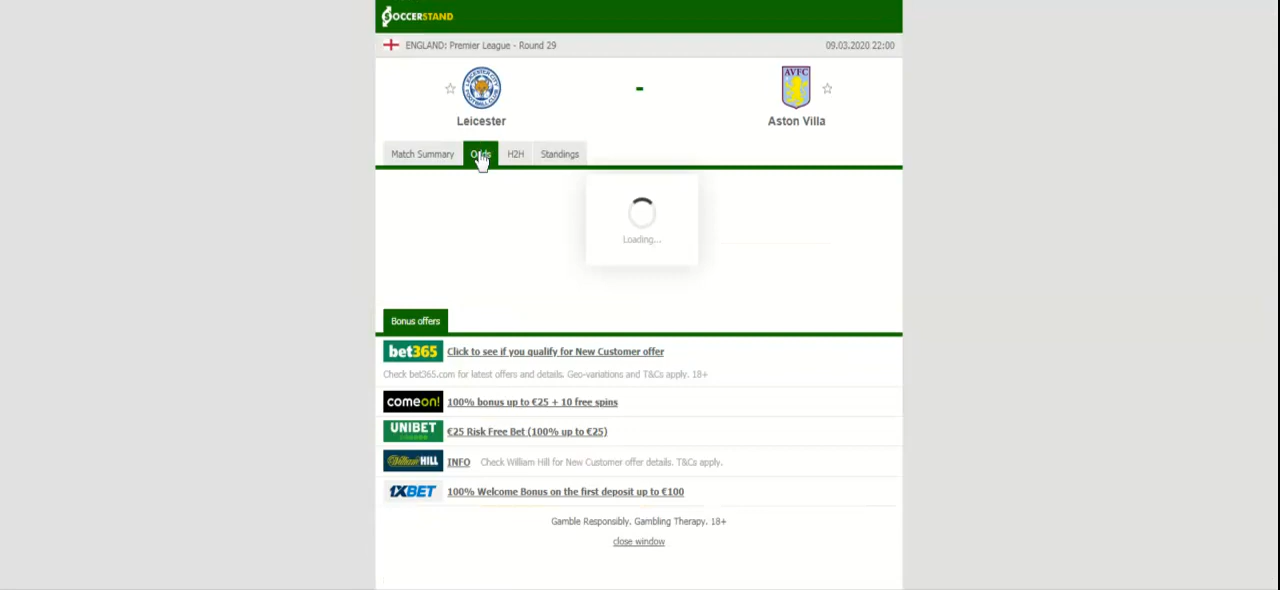 SOCCERSTAND
ENGLAND: Premier League - Round 29 09.03.2020 22:00
AVFC
Leicester - Aston Villa
Match Summary Odds H2H Standings
Loading...
Bonus offers
bet365 Click to see if you qualify for New Customer offer
Check bet365.com for latest offers and details. Geo-variations and T&Cs apply. 18+
comeon! 100% bonus up to €25 + 10 free spins
UNIBET €25 Risk Free Bet (100% up to €25)
William HILL INFO Check William Hill for New Customer offer details. T&Cs apply.
1XBET 100% Welcome Bonus on the first deposit up to €100
Gamble Responsibly. Gambling Therapy. 18+
close window